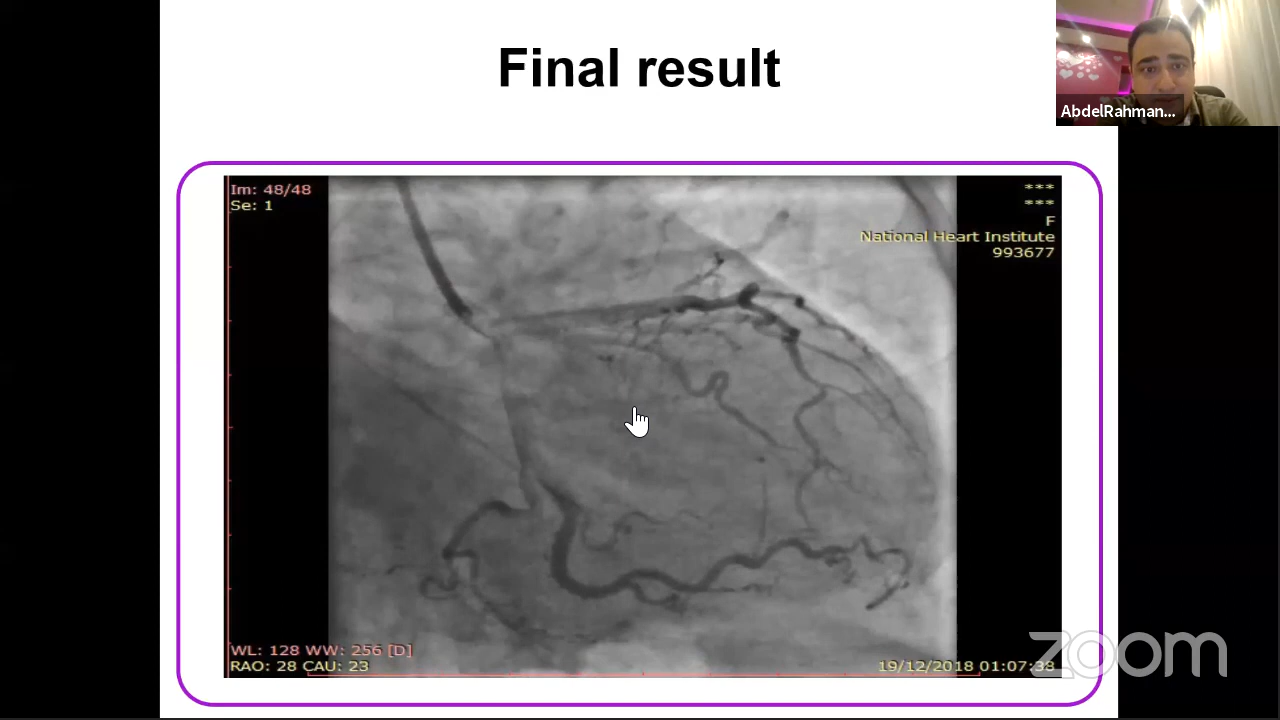 Final result
AbdelRahman...
Im: 48/48
Se: 1
***
***
F
National Heart Institute
993677
WL: 128 WW: 256 [D]
RAO: 28 CAU: 23
19/12/2018 01:07:38
zoom